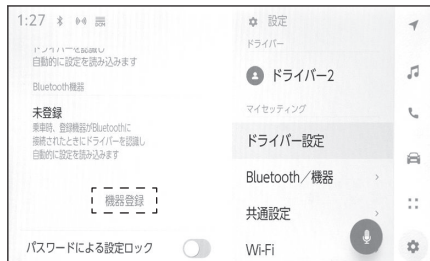 1:27
設定
ドライバーを認識し
自動的に設定を読み込みます
Bluetooth機器
未登録
乗車時、登録機器がBluetoothに
接続されたときにドライバーを認識し
自動的に設定を読み込みます
機器登録
パスワードによる設定ロック
ドライバー
ドライバー2
マイセッティング
ドライバー設定
Bluetooth／機器
共通設定
Wi-Fi